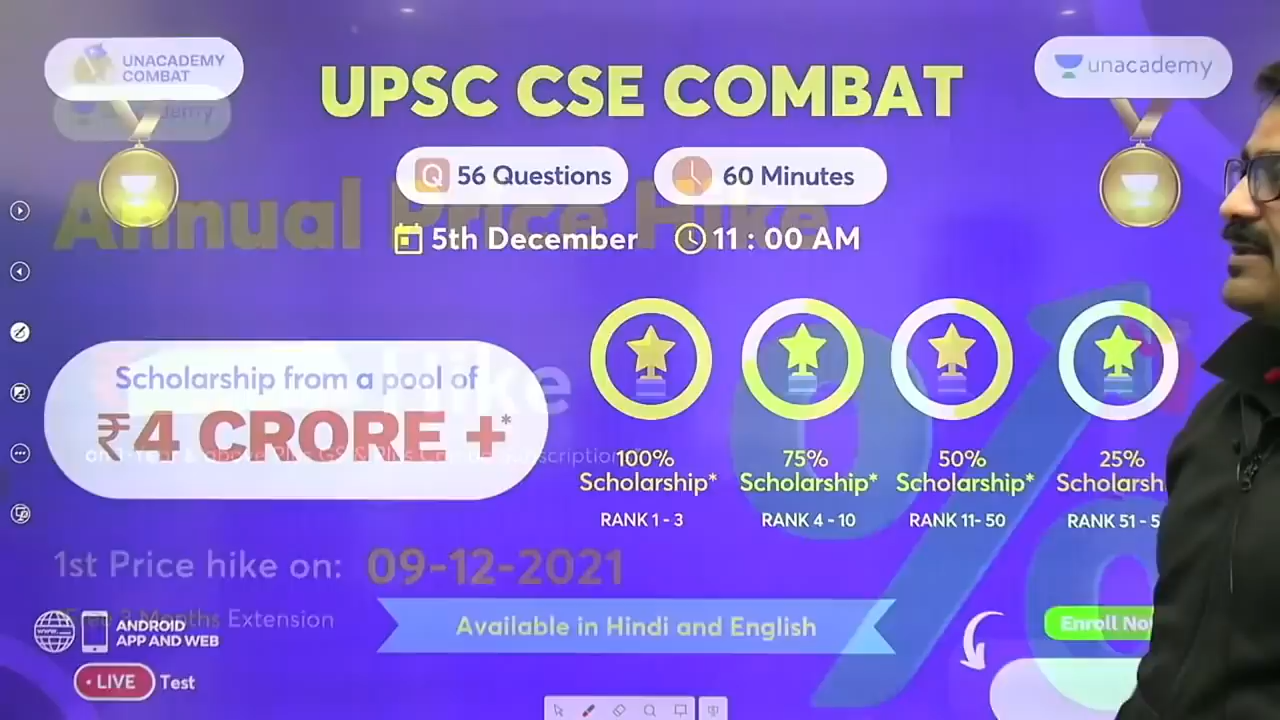 UNACADEMY
COMBAT
unacademy
UPSC CSE COMBAT
56 Questions
60 Minutes
Annual Price Hike
5th December
11 : 00 AM
Scholarship from a pool of
₹4 CRORE +*
Hike
100%
Scholarship*
RANK 1 - 3
75%
Scholarship*
RANK 4 - 10
50%
Scholarship*
RANK 11- 50
25%
RANK 51 - 5
1st Price hike on: 09-12-2021
Months Extension
ANDROID
APP AND WEB
Available in Hindi and English
Enroll
• LIVE Test